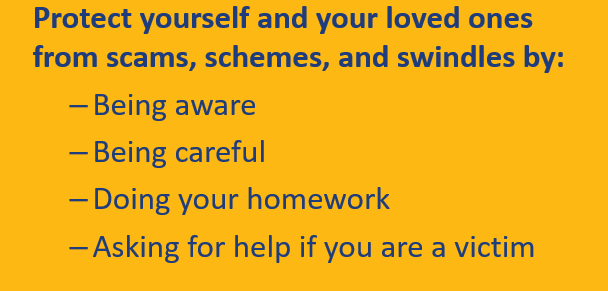 Protect yourself and your loved ones
from scams, schemes, and swindles by:
– Being aware
– Being careful
– Doing your homework
– Asking for help if you are a victim